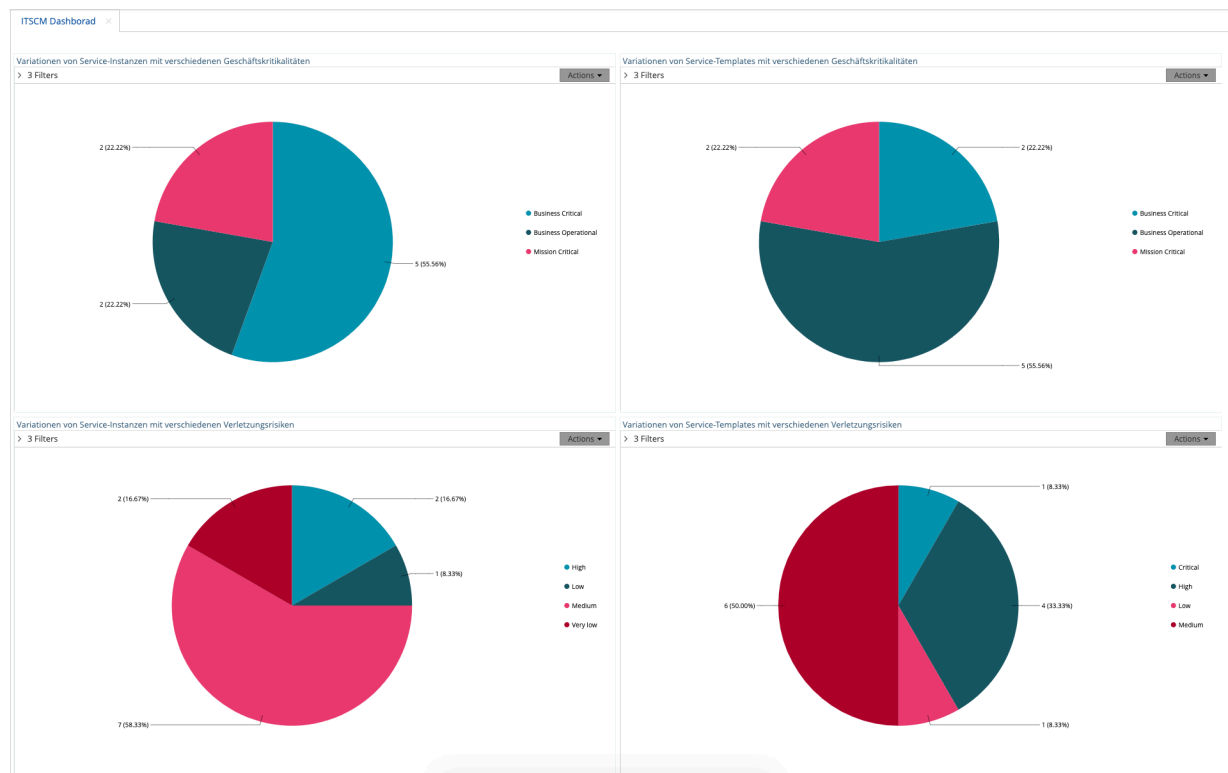 ITSCM Dashborad ×
Variationen von Service-Instanzen mit verschiedenen Geschäftskritikalitäten
> 3 Filters
Actions
2 (22.22%)
2 (22.22%)
5 (55.56%)
Business Critical
Business Operational
Mission Critical
Variationen von Service-Templates mit verschiedenen Geschäftskritikalitäten
> 3 Filters
Actions
2 (22.22%)
2 (22.22%)
5 (55.56%)
Business Critical
Business Operational
Mission Critical
Variationen von Service-Instanzen mit verschiedenen Verletzungsrisiken
> 3 Filters
Actions
2 (16.67%)
2 (16.67%)
1 (8.33%)
7 (58.33%)
High
Low
Medium
Very low
Variationen von Service-Templates mit verschiedenen Verletzungsrisiken
> 3 Filters
Actions
1 (8.33%)
6 (50.00%)
4 (33.33%)
1 (8.33%)
Critical
High
Low
Medium